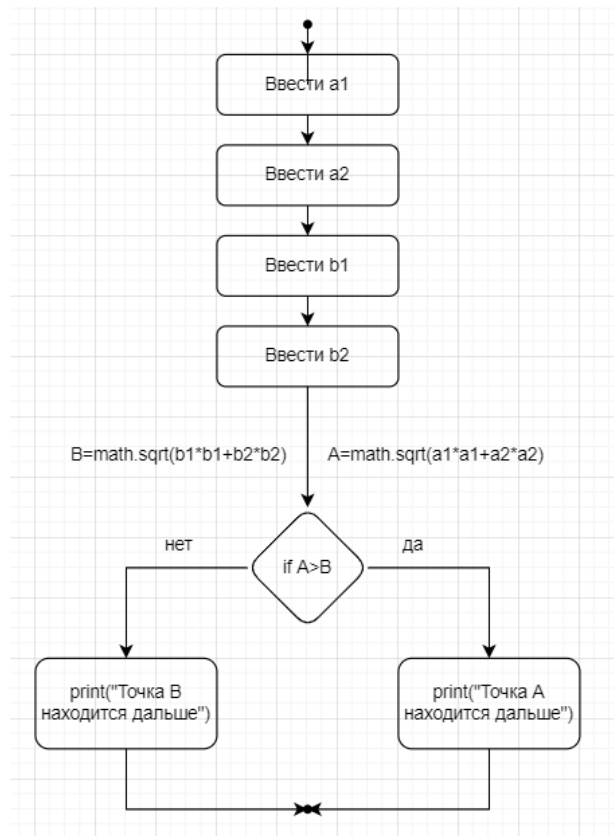 Ввести a1
Ввести a2
Ввести b1
Ввести b2
B=math.sqrt(b1*b1+b2*b2)
A=math.sqrt(a1*a1+a2*a2)
нет
if A>B
да
print("Точка B
находится дальше")
print("Точка A
находится дальше")